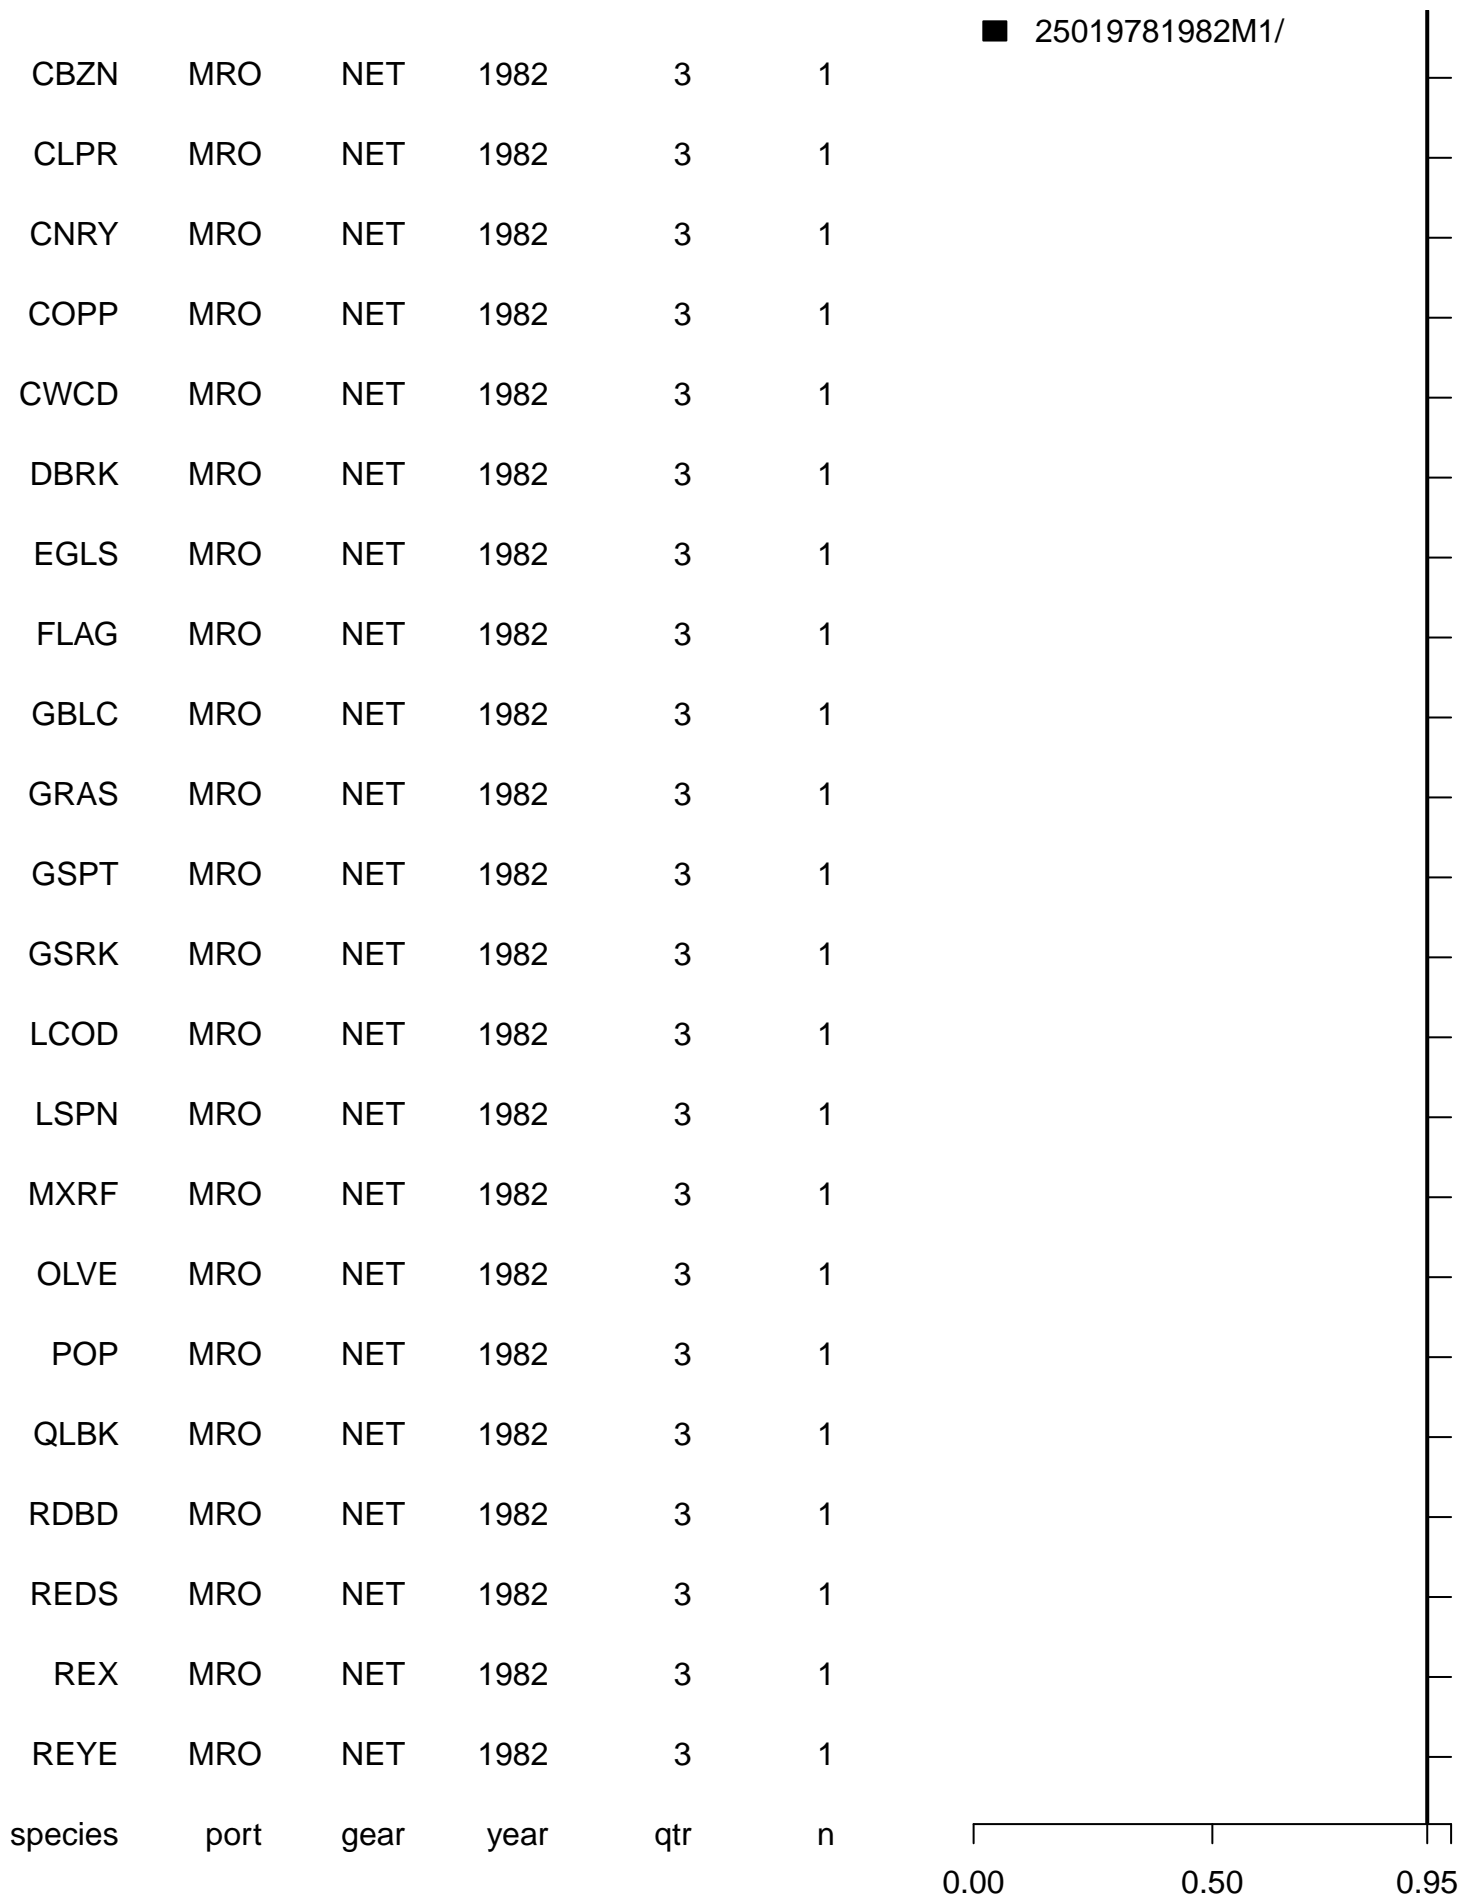 25019781982M1/
CBZN MRO NET 1982 3 1
CLPR MRO NET 1982 3 1
CNRY MRO NET 1982 3 1
COPP MRO NET 1982 3 1
CWCD MRO NET 1982 3 1
DBRK MRO NET 1982 3 1
EGLS MRO NET 1982 3 1
FLAG MRO NET 1982 3 1
GBLC MRO NET 1982 3 1
GRAS MRO NET 1982 3 1
GSPT MRO NET 1982 3 1
GSRK MRO NET 1982 3 1
LCOD MRO NET 1982 3 1
LSPN MRO NET 1982 3 1
MXRF MRO NET 1982 3 1
OLVE MRO NET 1982 3 1
POP MRO NET 1982 3 1
QLBK MRO NET 1982 3 1
RDBD MRO NET 1982 3 1
REDS MRO NET 1982 3 1
REX MRO NET 1982 3 1
REYE MRO NET 1982 3 1
species port gear year qtr n
0.00 0.50 0.95